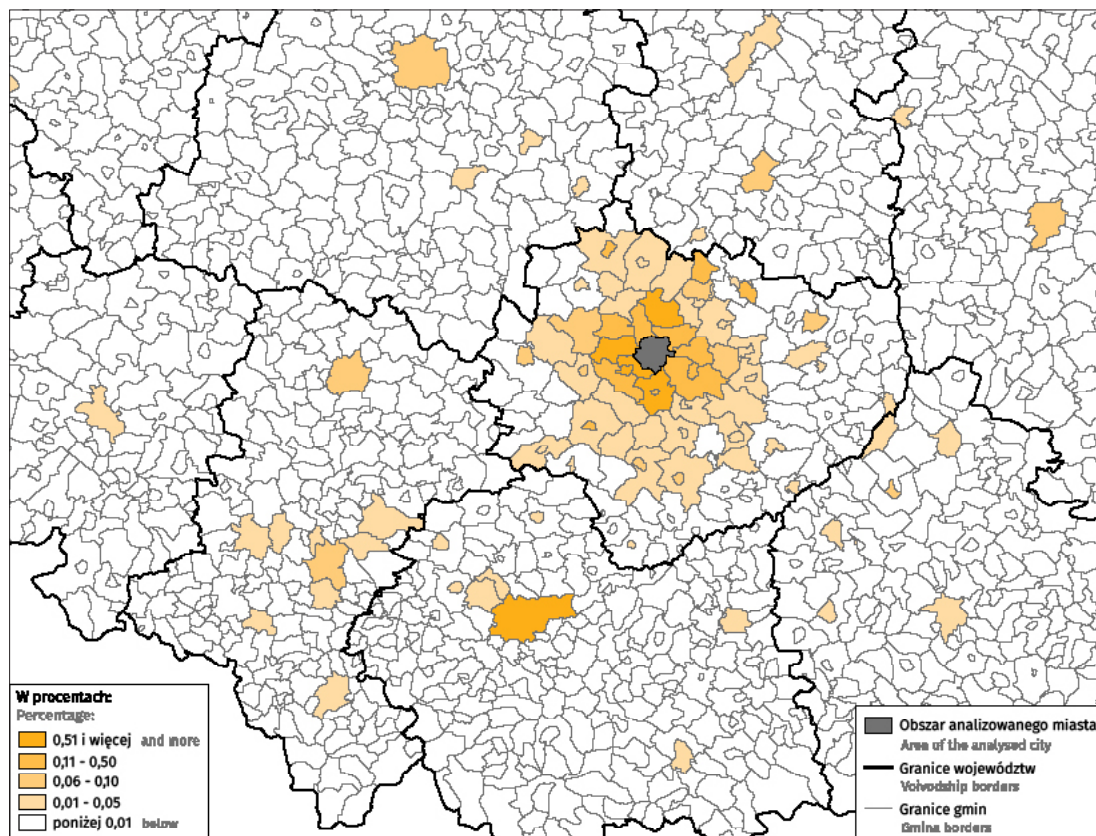 W procentach:
Percentage:
0,51 i więcej and more
0,11 - 0,50
0,06 - 0,10
0,01 - 0,05
poniżej 0,01 below
Obszar analizowanego miasta
Area of the analysed city
Granice województw
Voivodship borders
Granice gmin
Gmina borders